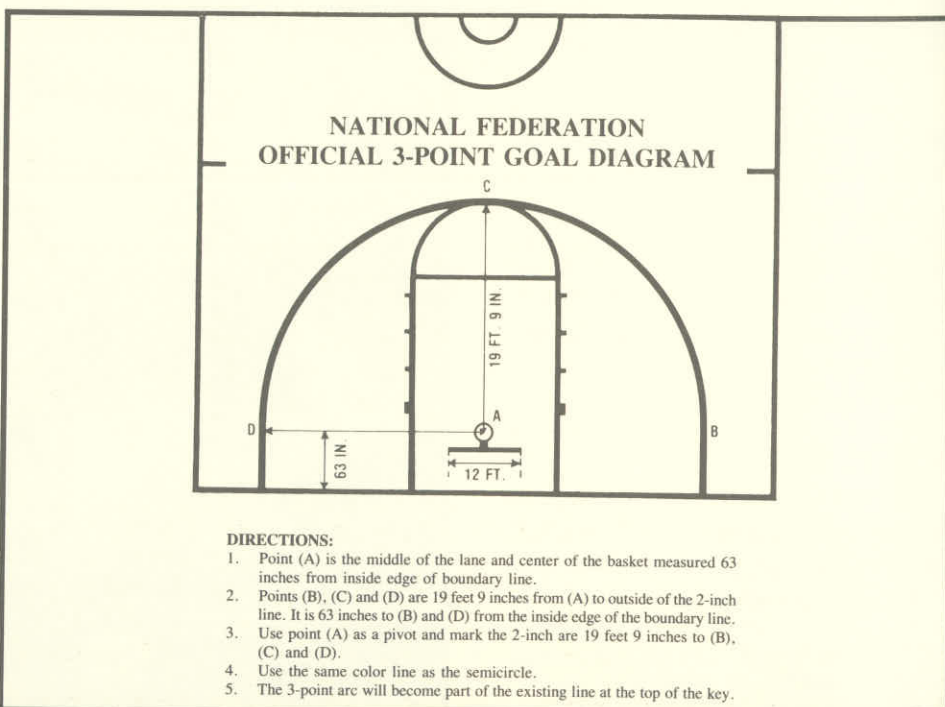 NATIONAL FEDERATION
OFFICIAL 3-POINT GOAL DIAGRAM
C
19 FT. 9 IN.
A
D
B
63 IN.
12 FT.
DIRECTIONS:
1. Point (A) is the middle of the lane and center of the basket measured 63
inches from inside edge of boundary line.
2. Points (B), (C) and (D) are 19 feet 9 inches from (A) to outside of the 2-inch
line. It is 63 inches to (B) and (D) from the inside edge of the boundary line.
3. Use point (A) as a pivot and mark the 2-inch are 19 feet 9 inches to (B),
(C) and (D).
4. Use the same color line as the semicircle.
5. The 3-point arc will become part of the existing line at the top of the key.